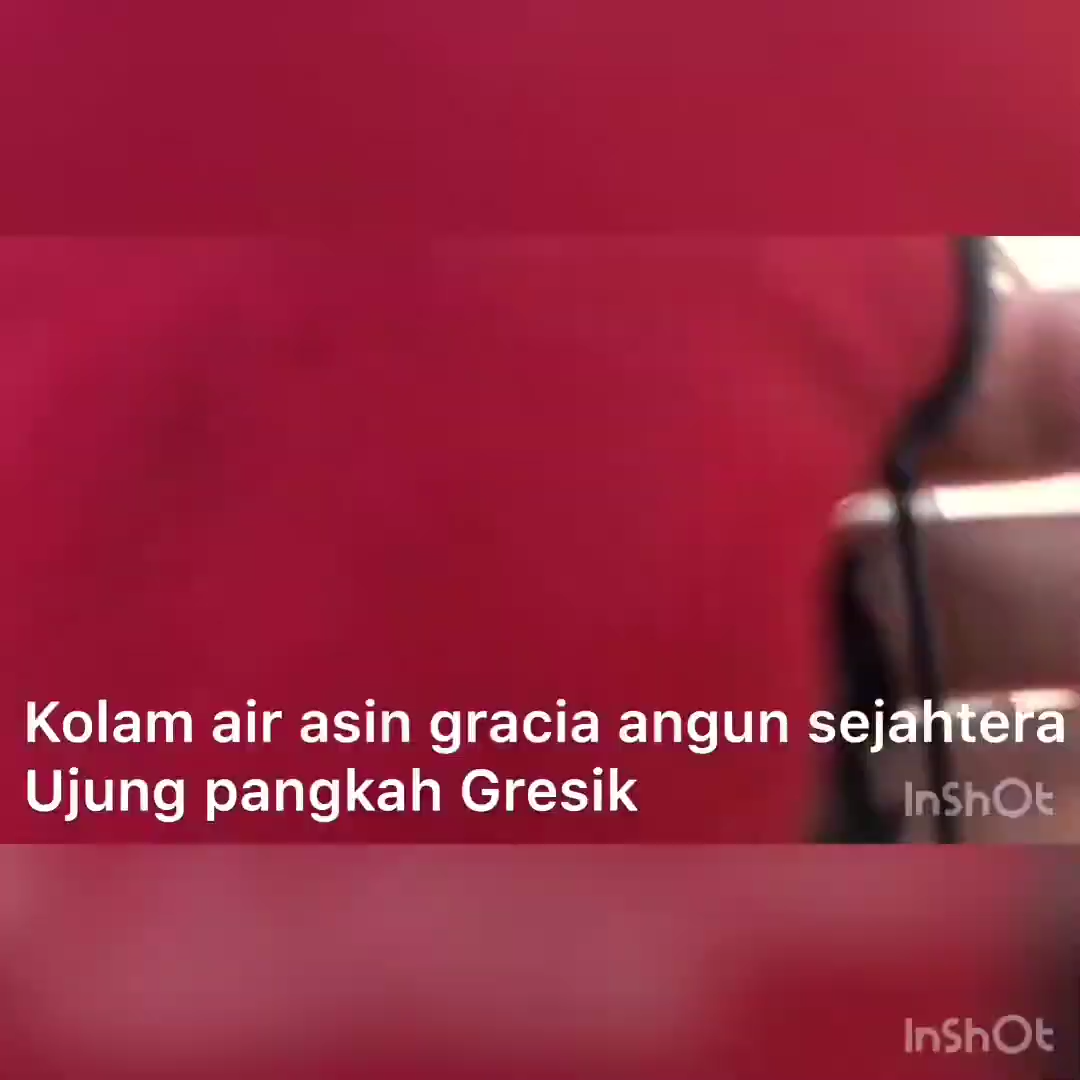 Kolam air asin gracia angun sejahtera
Ujung pangkah Gresik
InShOt
InShOt